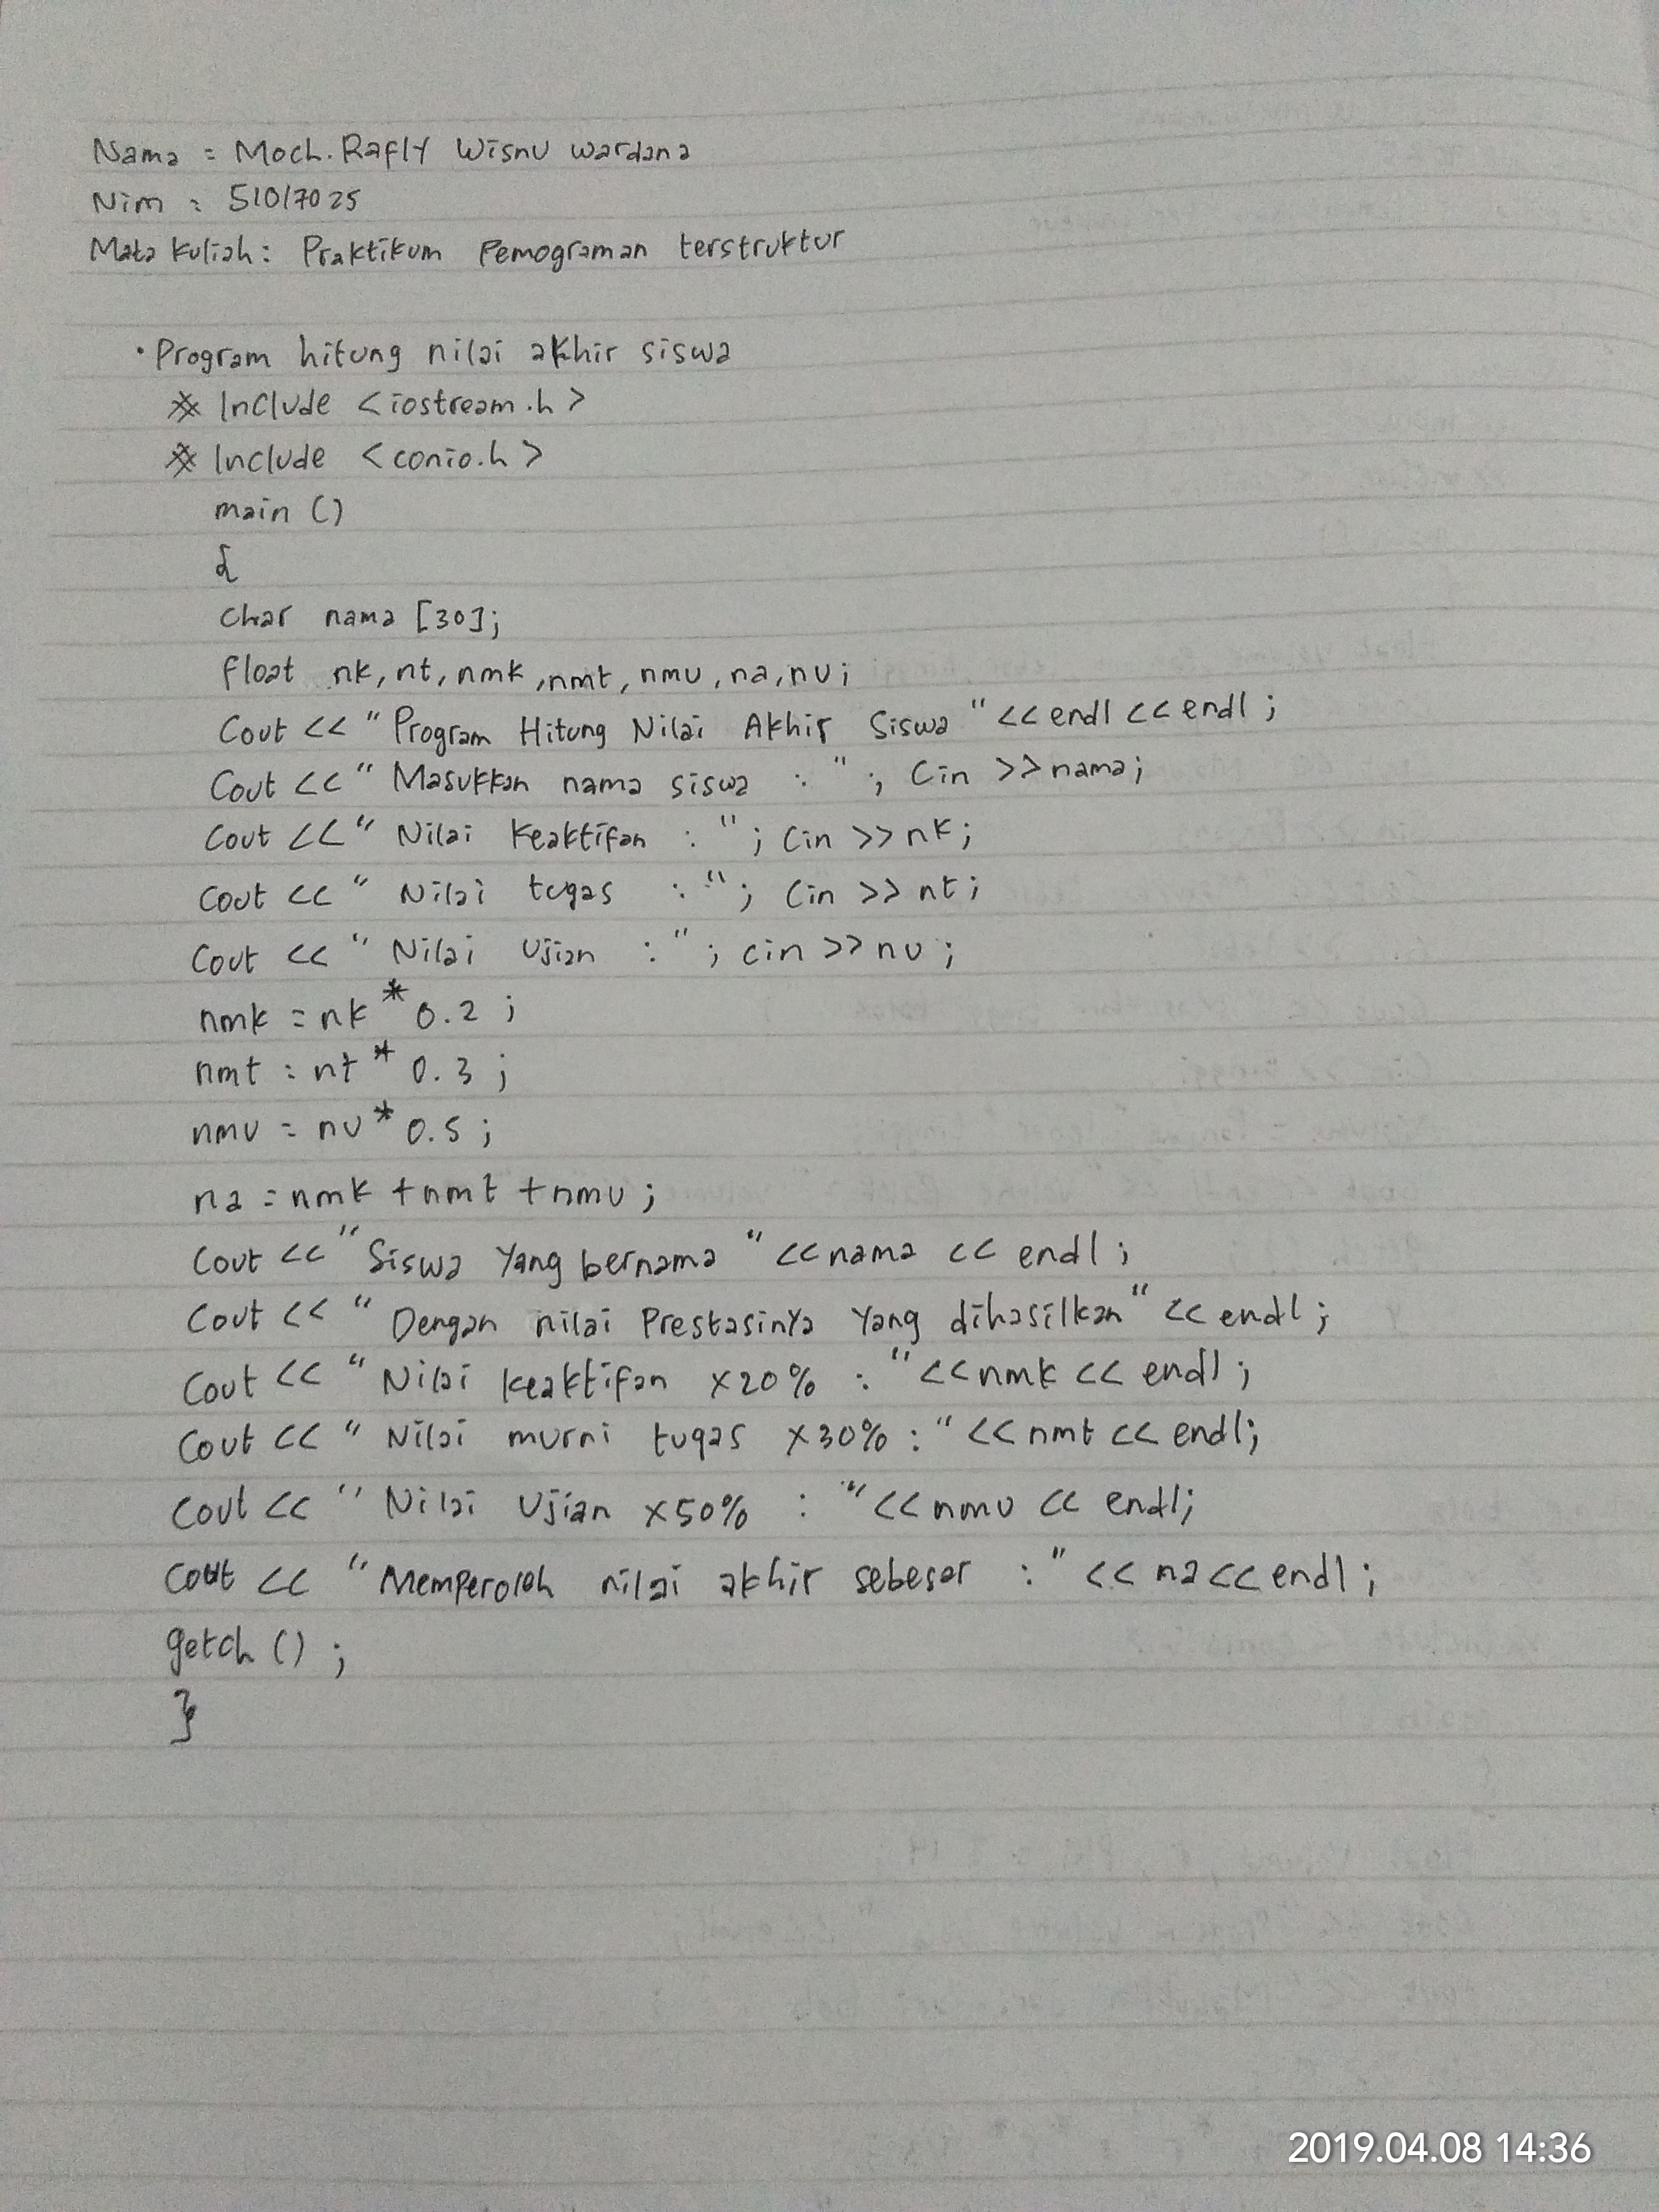 Nama = Moch. Rafly Wisnu wardana
Nim = 51017025
Mata kuliah : Praktikum Pemograman terstruktur
• Program hitung nilai akhir siswa
# Include <iostream.h>
# Include <conio.h>
main ()
{
Char nama [30];
float nk, nt, nmk, nmt, nmu, na, nu;
Cout << "Program Hitung Nilai Akhir Siswa" << endl << endl ;
Cout << " Masukkan nama siswa : " ; Cin >> nama;
Cout << " Nilai Keaktifan : " ; Cin >> nk;
Cout << " Nilai tugas : " ; Cin >> nt;
Cout << " Nilai Ujian : " ; cin >> nu ;
nmk = nk * 0.2 ;
nmt = nt * 0.3 ;
nmu = nu * 0.5 ;
na = nmk + nmt + nmu ;
Cout << "Siswa Yang bernama " << nama << endl ;
Cout << " Dengan nilai Prestasinya Yang dihasilkan" << endl ;
Cout << " Nilai keaktifan x20% : " << nmk << endl ;
Cout << " Nilai murni tugas x30% : " << nmt << endl;
Cout << " Nilai Ujian x50% : " << nmu << endl;
Cout << "Memperoleh nilai akhir sebesar : " << na << endl ;
getch () ;
}
2019.04.08 14:36